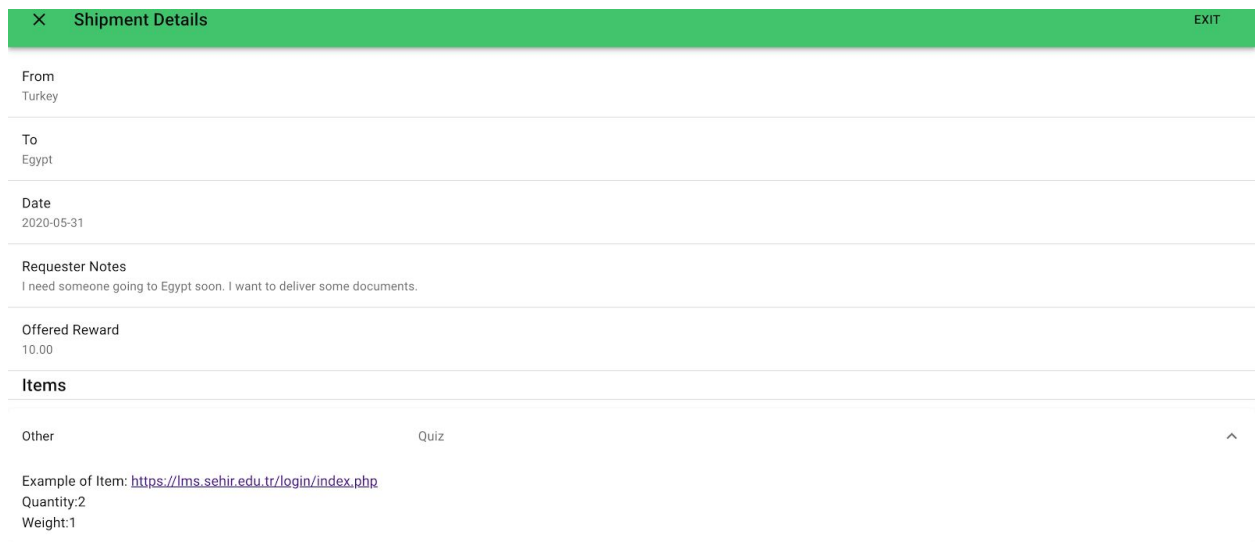 Shipment Details EXIT
From
Turkey
To
Egypt
Date
2020-05-31
Requester Notes
I need someone going to Egypt soon. I want to deliver some documents.
Offered Reward
10.00
Items
Other Quiz
Example of Item: https://lms.sehir.edu.tr/login/index.php
Quantity:2
Weight:1